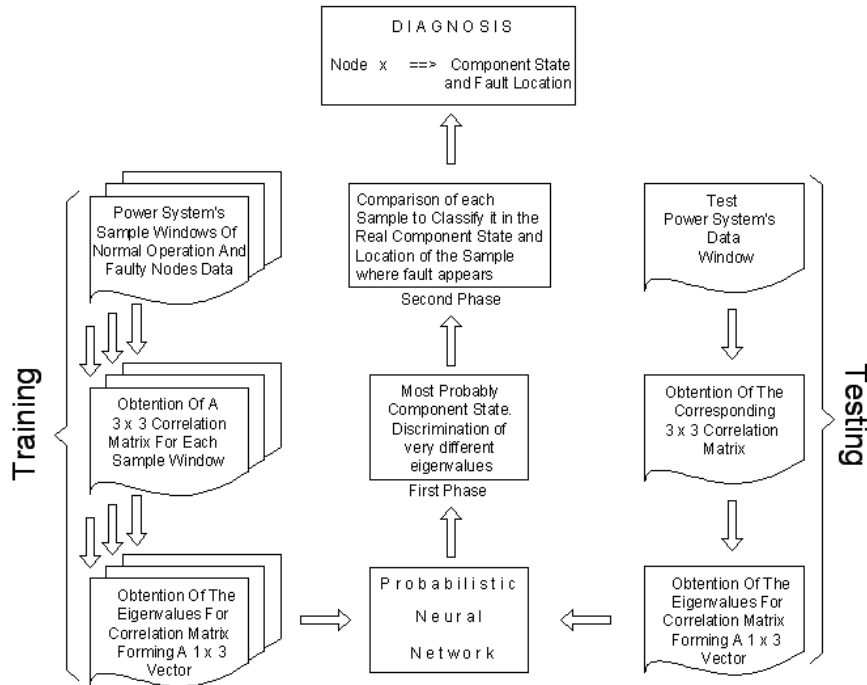 D I A G N O S I S
Node x ==> Component State
and Fault Location
Training
Power System's
Sample Windows Of
Normal Operation And
Faulty Nodes Data
Obtention Of A
3 x 3 Correlation
Matrix For Each
Sample Window
Obtention Of The
Eigenvalues For
Correlation Matrix
Forming A 1 x 3
Vector
Comparison of each
Sample to Classify it in the
Real Component State and
Location of the Sample
where fault appears
Second Phase
Most Probably
Component State.
Discrimination of
very different
eigenvalues
First Phase
P r o b a b i l i s t i c
N e u r a l
N e t w o r k
Test
Power System's
Data
Window
Obtention Of The
Corresponding
3 x 3 Correlation
Matrix
Obtention Of The
Eigenvalues For
Correlation Matrix
Forming A 1 x 3
Vector
Testing